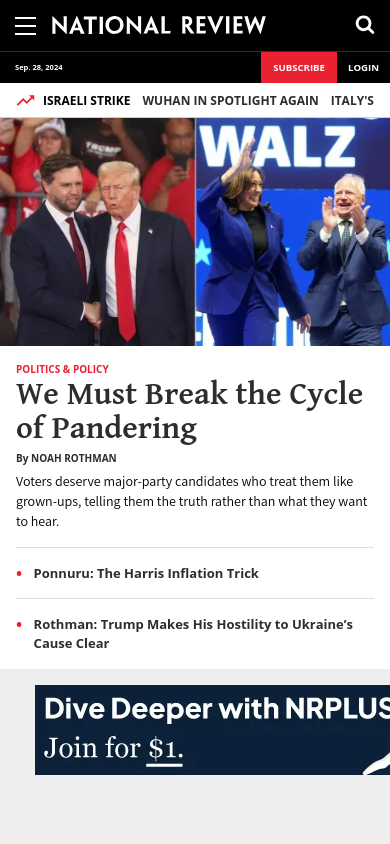 NATIONAL REVIEW
Sep. 28, 2024
SUBSCRIBE
LOGIN
ISRAELI STRIKE WUHAN IN SPOTLIGHT AGAIN ITALY'S
TRUMP
WALZ
POLITICS & POLICY
We Must Break the Cycle
of Pandering
By NOAH ROTHMAN
Voters deserve major-party candidates who treat them like
grown-ups, telling them the truth rather than what they want
to hear.
• Ponnuru: The Harris Inflation Trick
• Rothman: Trump Makes His Hostility to Ukraine’s
Cause Clear
Dive Deeper with NRPLUS
Join for $1.